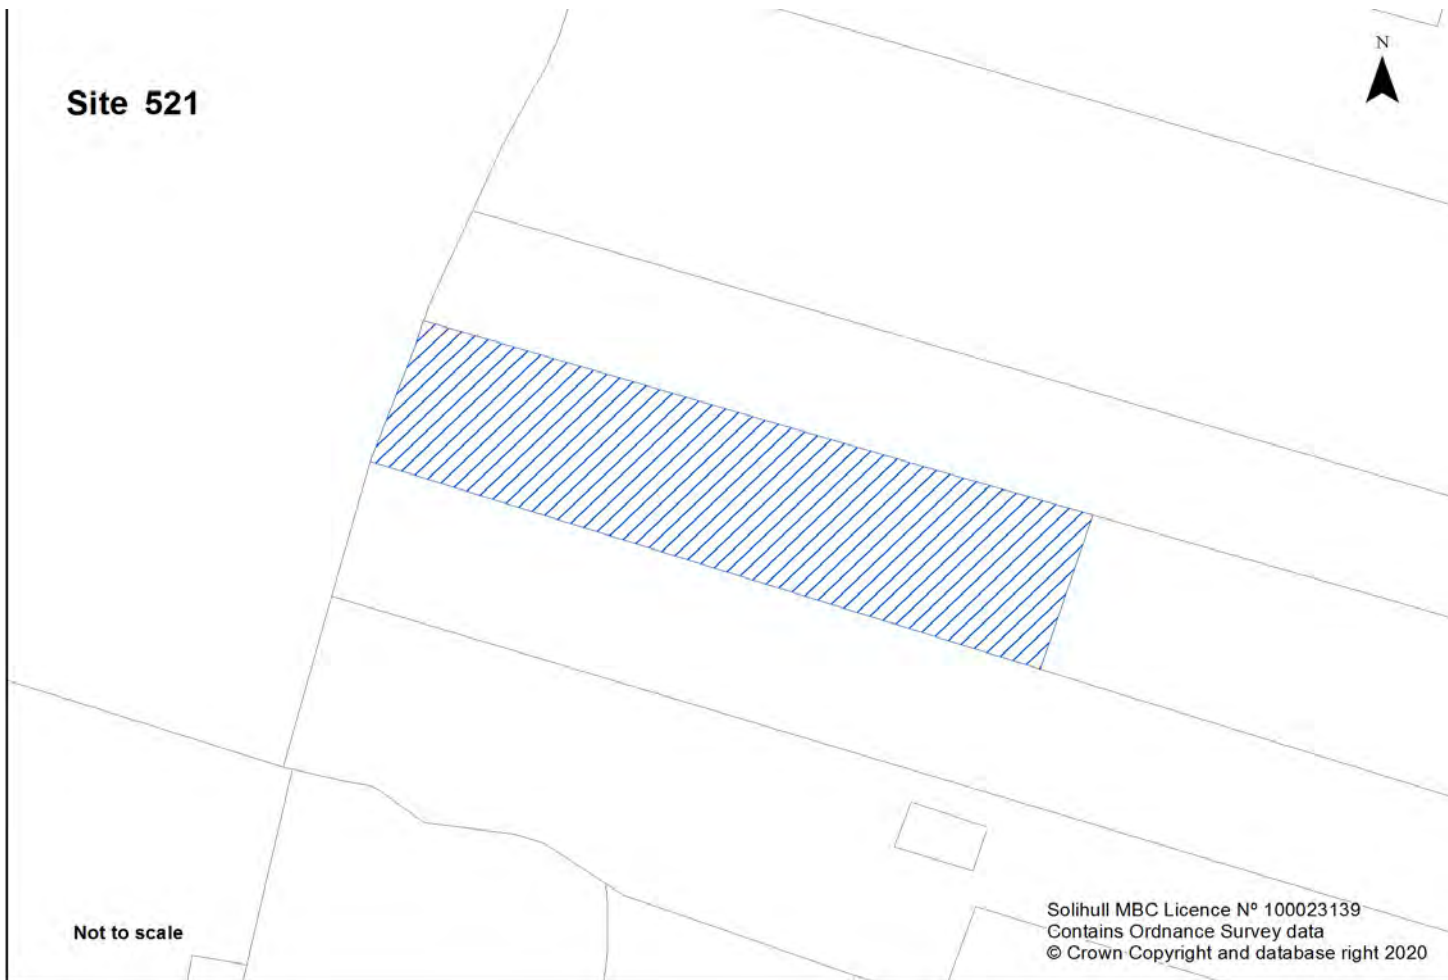 N
Site 521
Not to scale
Solihull MBC Licence Nº 100023139
Contains Ordnance Survey data
© Crown Copyright and database right 2020